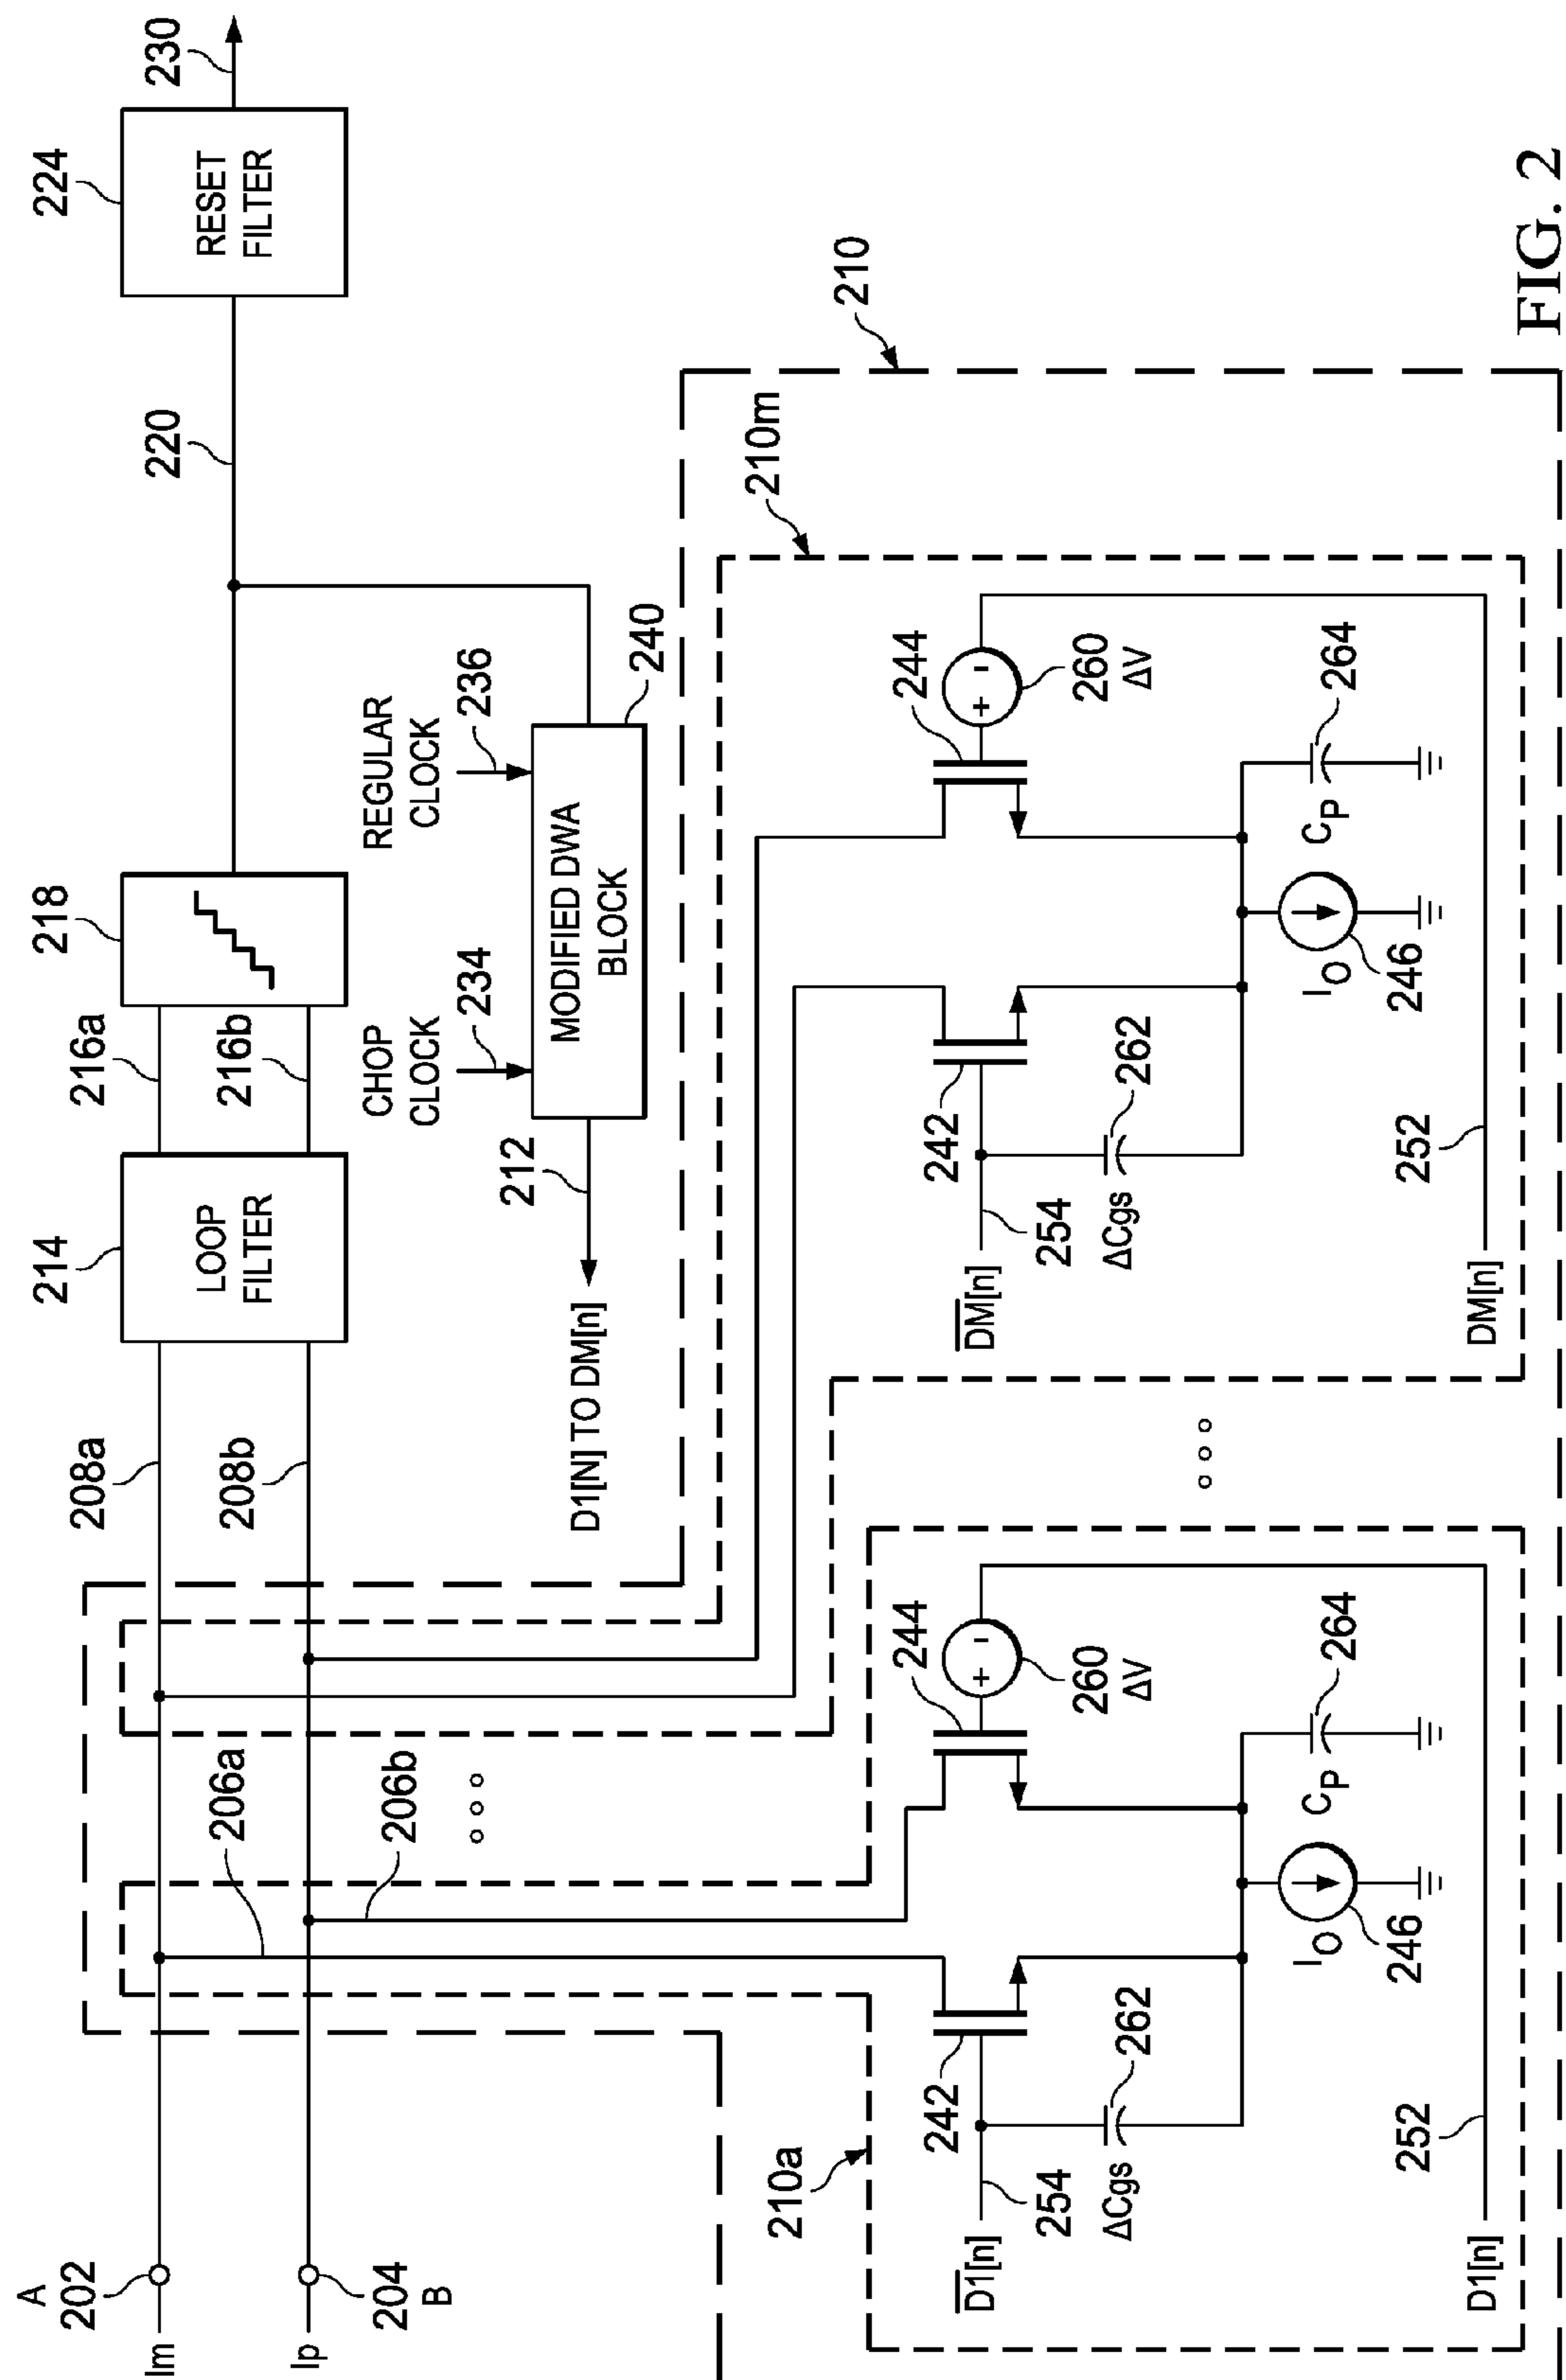 A
202
Im
Ip
204
B
206a
206b
208a
208b
214
LOOP
FILTER
216a
216b
218
220
224
RESET
FILTER
230
CHOP
CLOCK
234
REGULAR
CLOCK
236
MODIFIED DWA
BLOCK
240
212
D1[N] TO DM[n]
210
210m
210a
242
244
254
D1[n]
ΔCgs
262
260
ΔV
IO
246
CP
264
252
D1[n]
242
244
254
DM[n]
ΔCgs
262
260
ΔV
IO
246
CP
264
252
DM[n]
FIG. 2